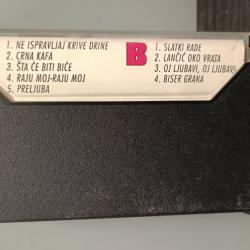 1. NE ISPRAVLJAJ KRIVE DRINE
2. CRNA KAFA
3. ŠTA ĆE BITI BIĆE
4. RAJU MOJ-RAJU MOJ
5. PRELJUBA
B
1. SLATKI RADE
2. LANČIĆ OKO VRATA
3. OJ LJUBAVI, OJ LJUBAVI
4. BISER GRANA